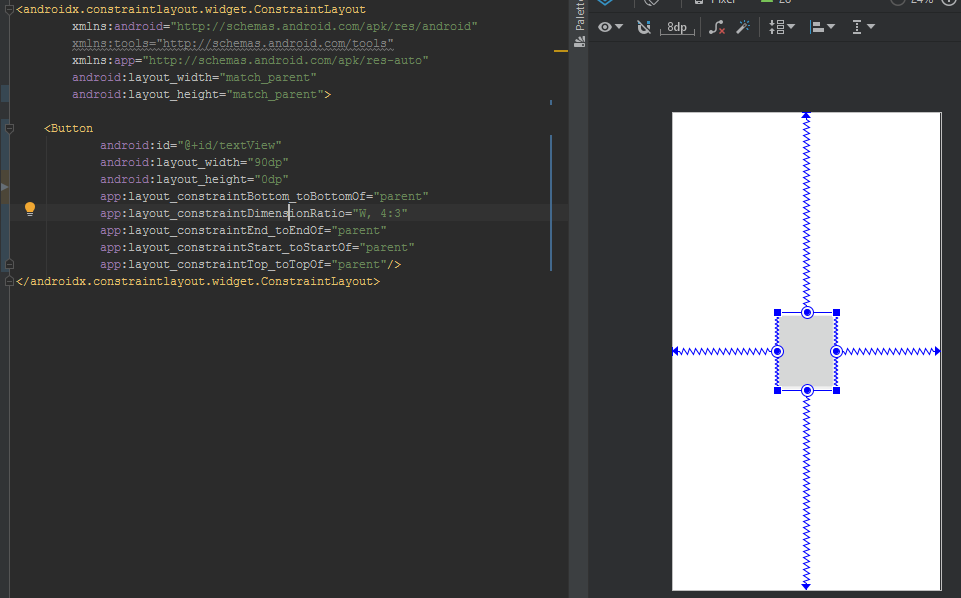 <androidx.constraintlayout.widget.ConstraintLayout
xmlns:android="http://schemas.android.com/apk/res/android"
xmlns:tools="http://schemas.android.com/tools"
xmlns:app="http://schemas.android.com/apk/res-auto"
android:layout_width="match_parent"
android:layout_height="match_parent">
<Button
android:id="@+id/textView"
android:layout_width="90dp"
android:layout_height="0dp"
app:layout_constraintBottom_toBottomOf="parent"
app:layout_constraintDimensionRatio="W, 4:3"
app:layout_constraintEnd_toEndOf="parent"
app:layout_constraintStart_toStartOf="parent"
app:layout_constraintTop_toTopOf="parent"/>
</androidx.constraintlayout.widget.ConstraintLayout>
Palette
8dp